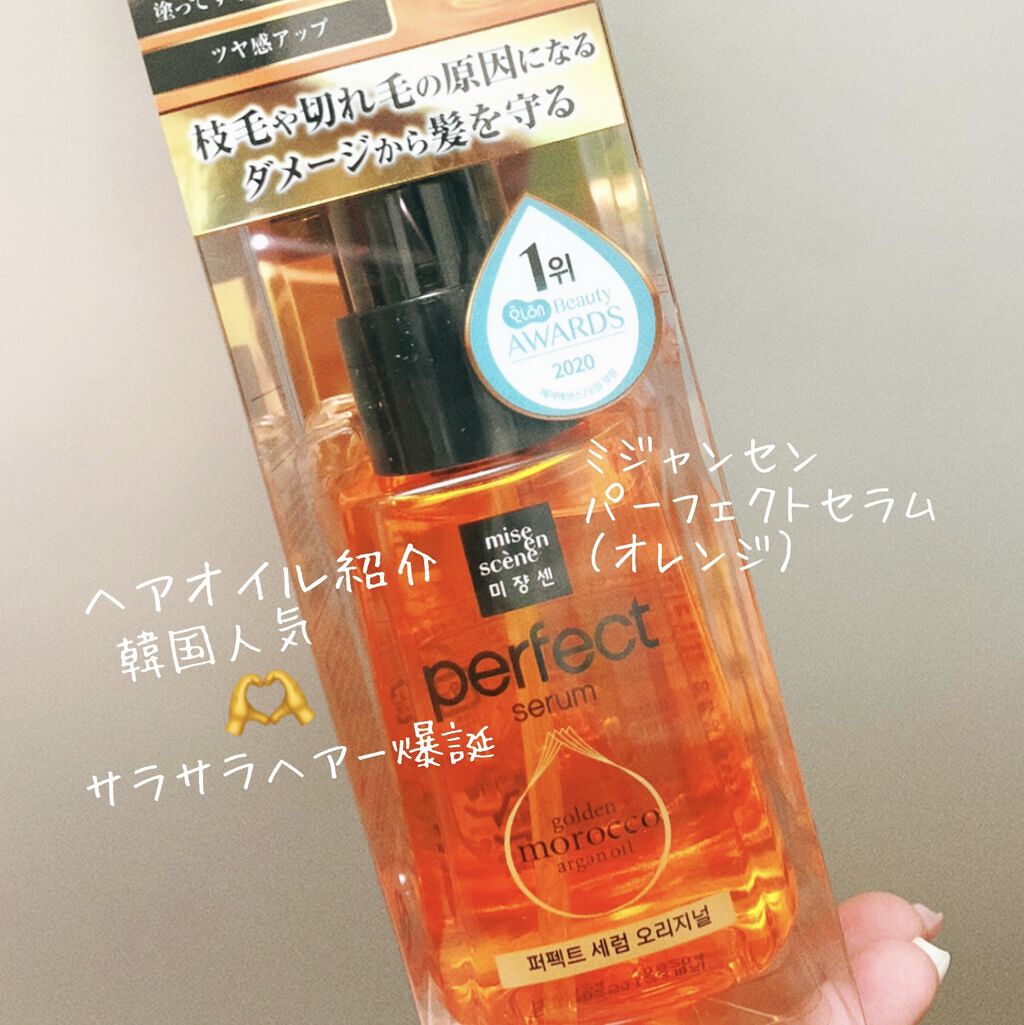 塗って
ツヤ感アップ
枝毛や切れ毛の原因になる
ダメージから髪を守る
1위
Beauty
AWARDS
2020
ミジャンセン
パーフェクトセラム
(オレンジ)
mise
en
scène
미쟝센
ヘアオイル紹介
韓国人気
perfect
serum
サラサラヘアー爆誕
golden
morocco
argan oil
퍼펙트 세럼 오리지널